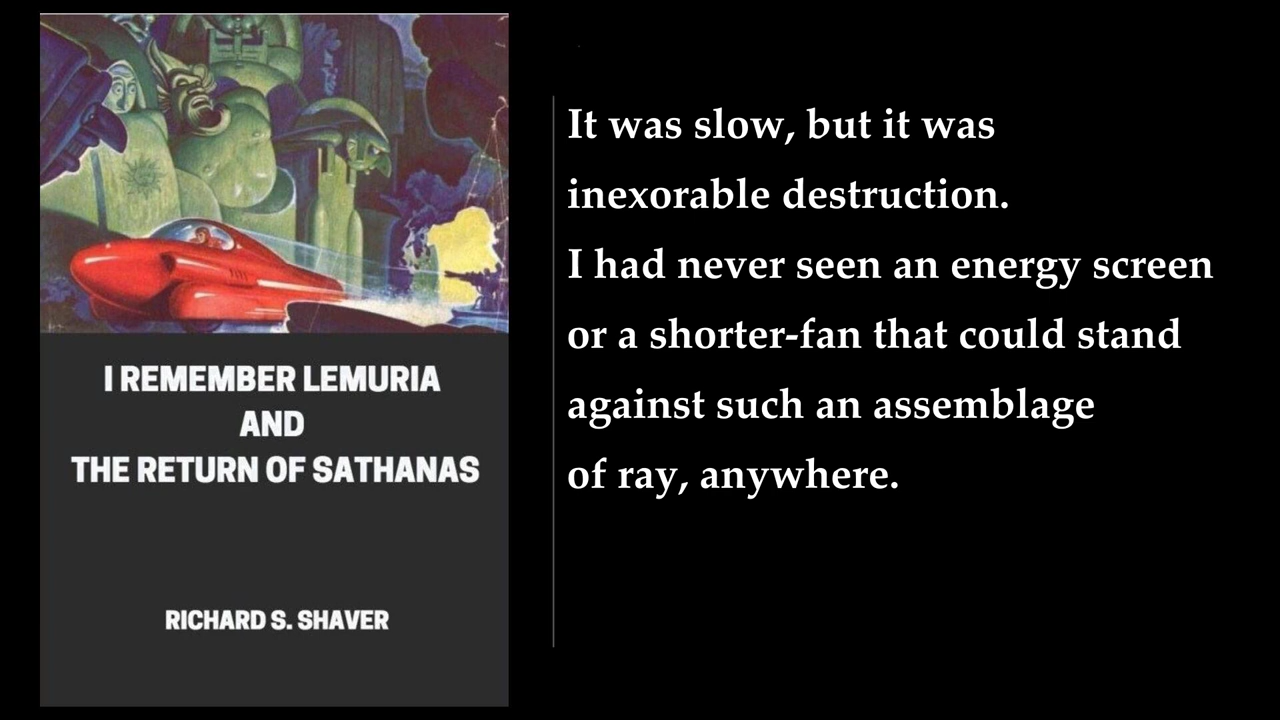 I REMEMBER LEMURIA
AND
THE RETURN OF SATHANAS
RICHARD S. SHAVER
It was slow, but it was
inexorable destruction.
I had never seen an energy screen
or a shorter-fan that could stand
against such an assemblage
of ray, anywhere.